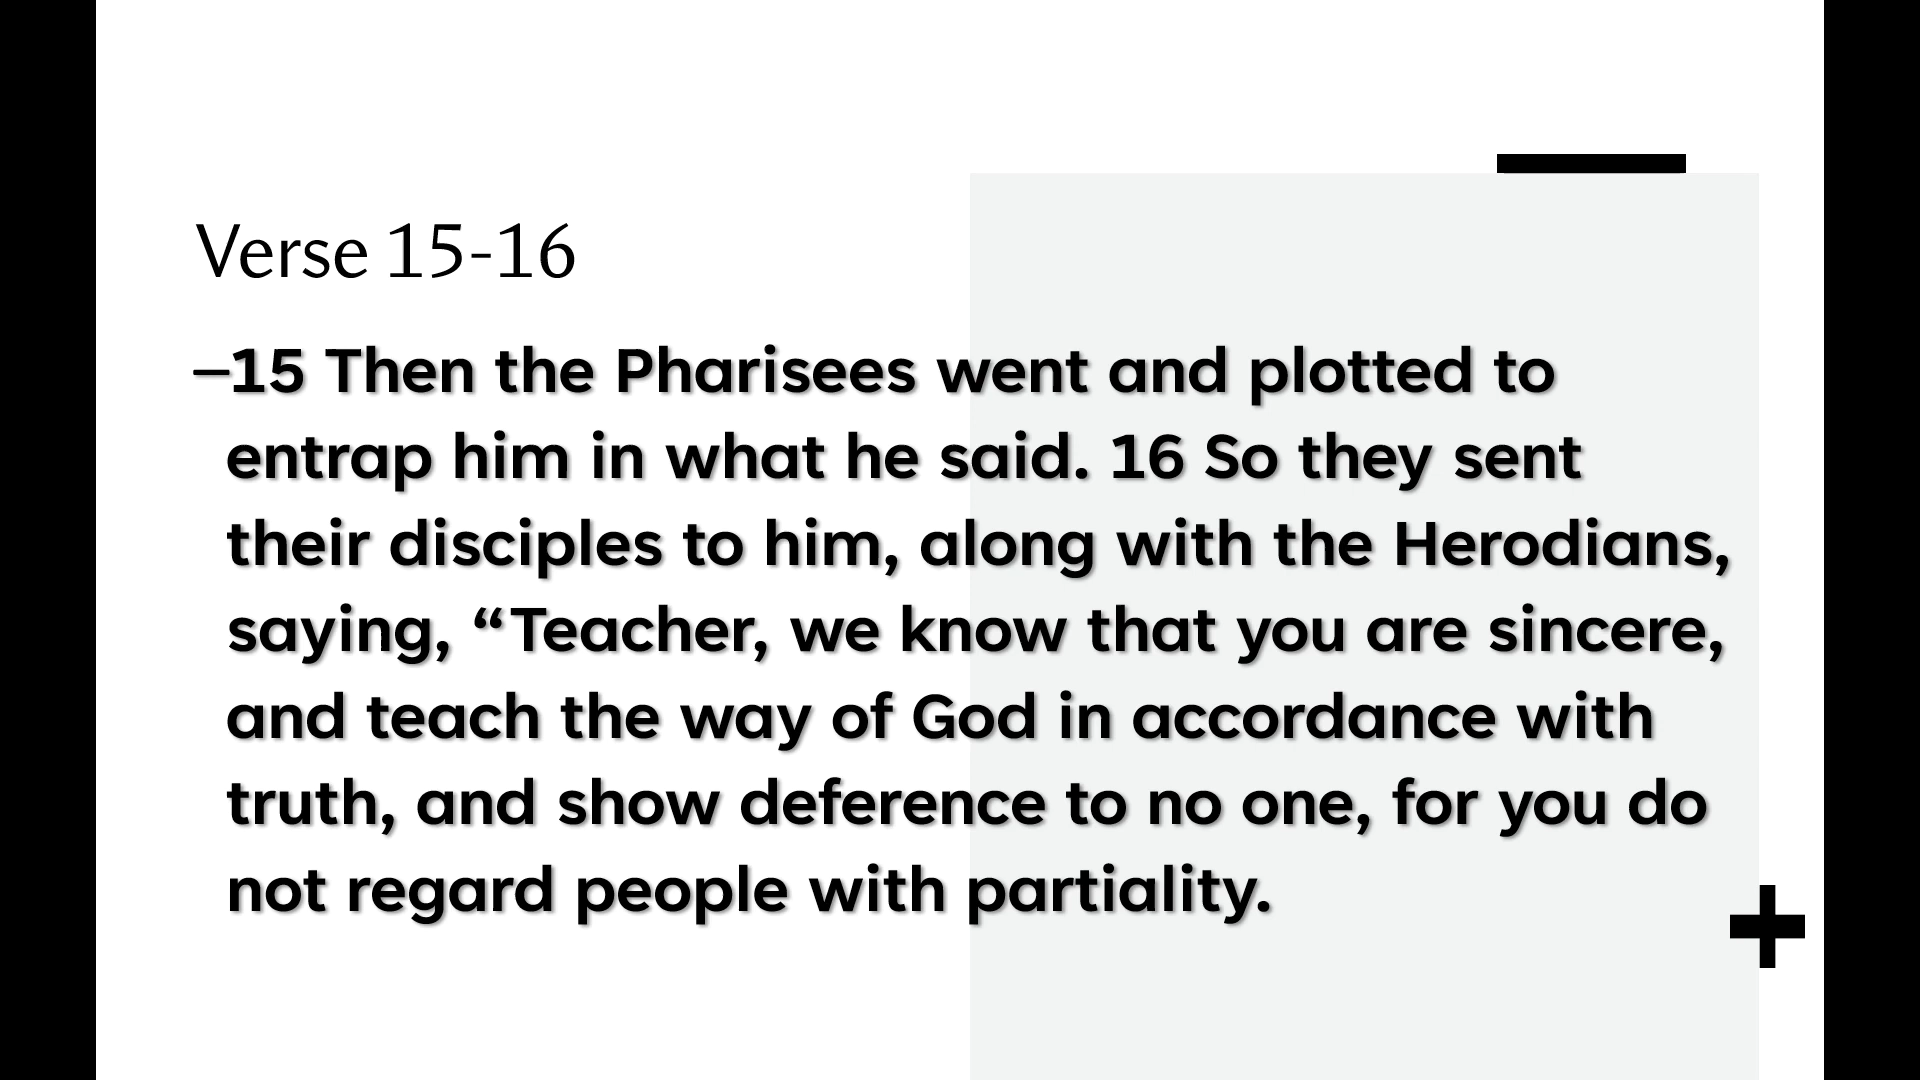 Verse 15-16
–15 Then the Pharisees went and plotted to
entrap him in what he said. 16 So they sent
their disciples to him, along with the Herodians,
saying, “Teacher, we know that you are sincere,
and teach the way of God in accordance with
truth, and show deference to no one, for you do
not regard people with partiality.